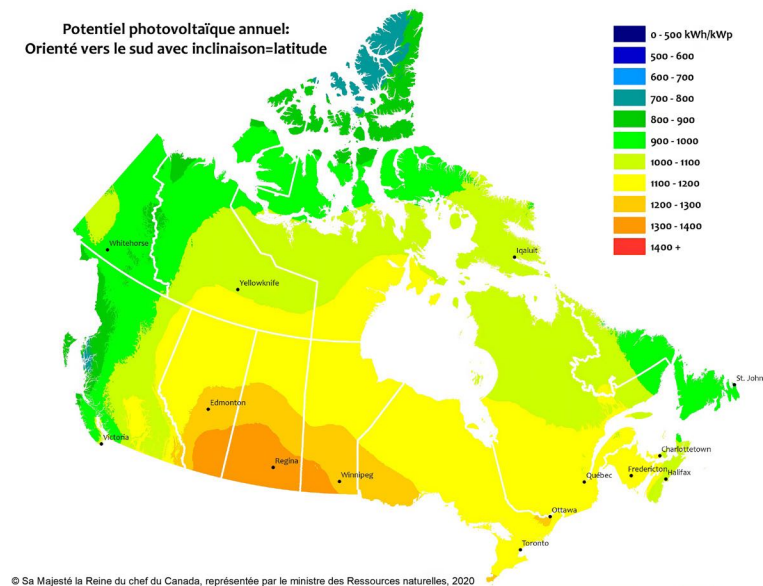 Potentiel photovoltaïque annuel:
Orienté vers le sud avec inclinaison=latitude
0 - 500 kWh/kWp
500 - 600
600 - 700
700 - 800
800 - 900
900 - 1000
1000 - 1100
1100 - 1200
1200 - 1300
1300 - 1400
1400 +
Whitehorse
Iqaluit
Yellowknife
St. John
Edmonton
Victoria
Charlottetown
Regina
Winnipeg
Québec
Fredericton
Halifax
Ottawa
Toronto
© Sa Majesté la Reine du chef du Canada, représentée par le ministre des Ressources naturelles, 2020